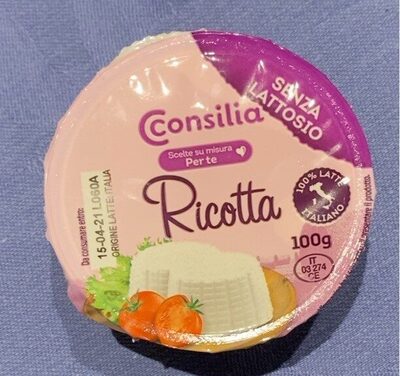 Consilia
SENZA
LATTOSIO
Scelte su misura
Per te
Ricotta
100% LATTE
ITALIANO
100g
IT
03 274
CE
Da consumare entro:
15-04-21 L060A
ORIGINE LATTE: ITALIA